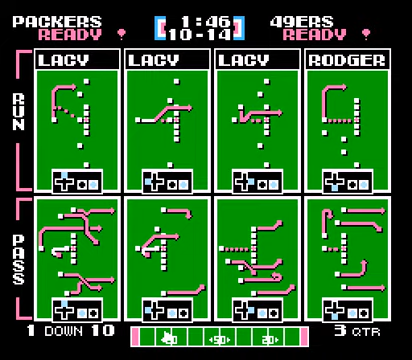 PACKERS 1:46 49ERS
READY 10-14 READY
LACY LACY LACY RODGER
RUN
PASS
1 DOWN 10 50 20 3 QTR